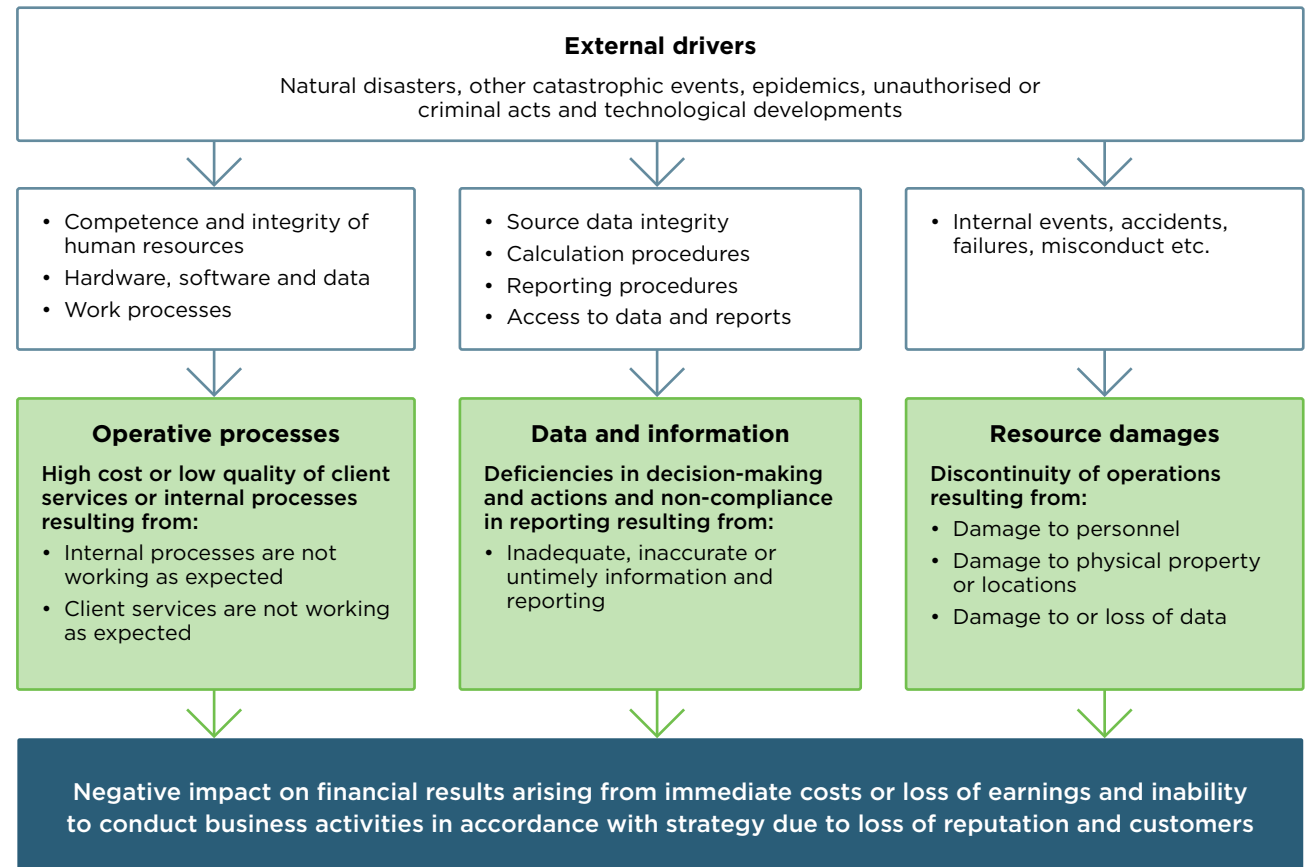 External drivers
Natural disasters, other catastrophic events, epidemics, unauthorised or
criminal acts and technological developments
• Competence and integrity of
human resources
• Hardware, software and data
• Work processes
• Source data integrity
• Calculation procedures
• Reporting procedures
• Access to data and reports
• Internal events, accidents,
failures, misconduct etc.
Operative processes
High cost or low quality of client
services or internal processes
resulting from:
• Internal processes are not
working as expected
• Client services are not working
as expected
Data and information
Deficiencies in decision-making
and actions and non-compliance
in reporting resulting from:
• Inadequate, inaccurate or
untimely information and
reporting
Resource damages
Discontinuity of operations
resulting from:
• Damage to personnel
• Damage to physical property
or locations
• Damage to or loss of data
Negative impact on financial results arising from immediate costs or loss of earnings and inability
to conduct business activities in accordance with strategy due to loss of reputation and customers